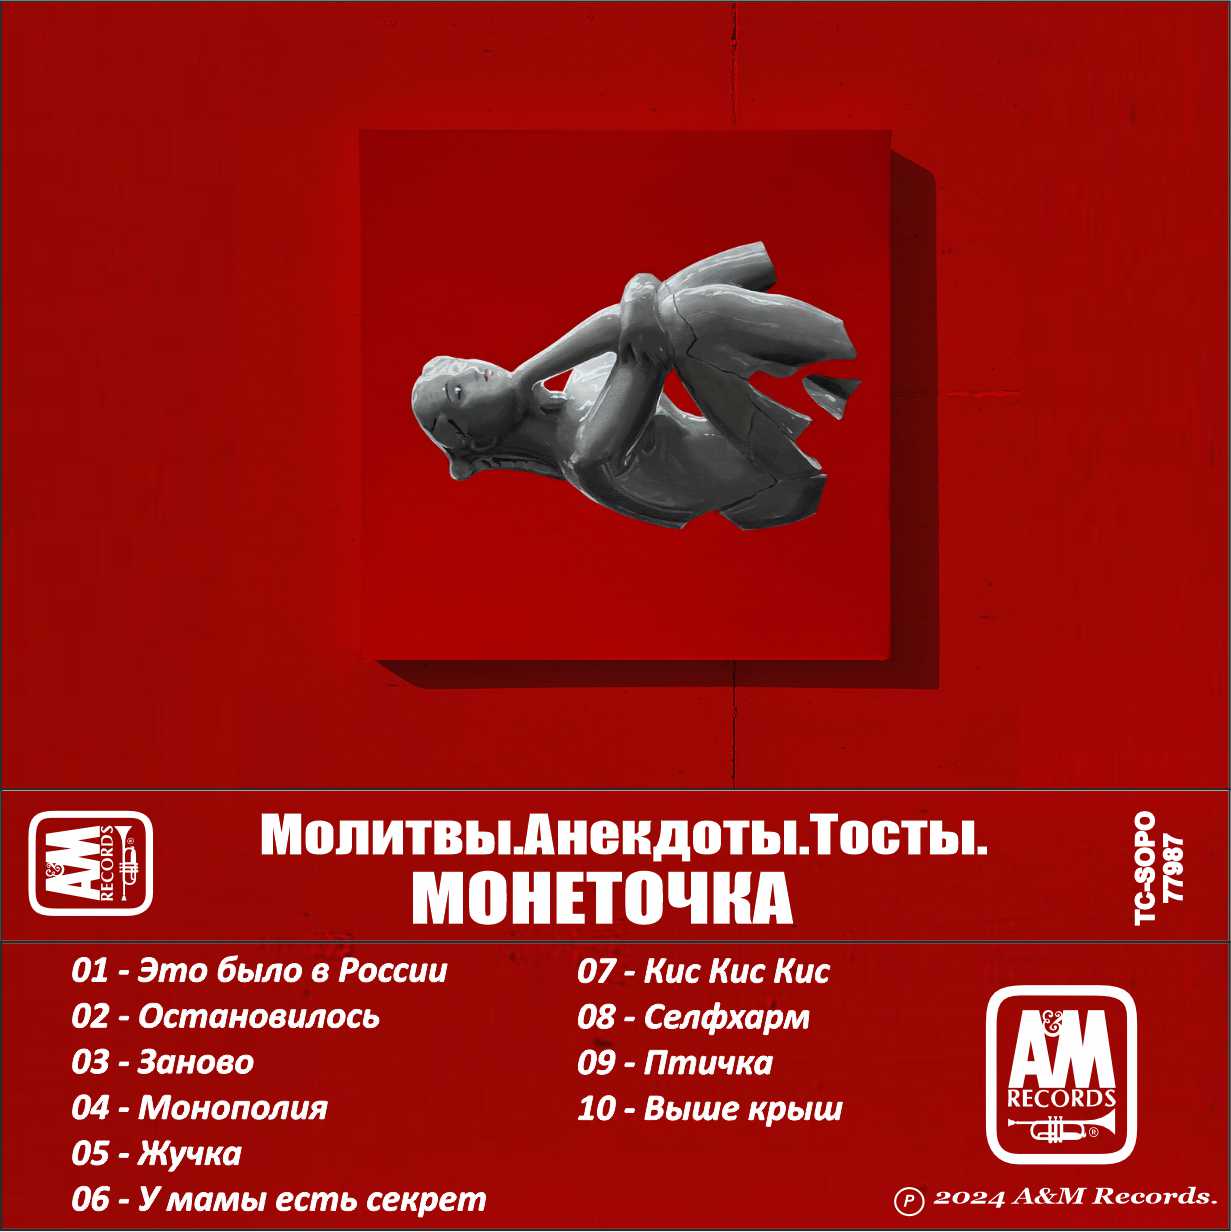 A&M
RECORDS
®
Молитвы.Анекдоты.Тосты.
МОНЕТОЧКА
TC-SOPO
77987
01 - Это было в России
02 - Остановилось
03 - Заново
04 - Монополия
05 - Жучка
06 - У мамы есть секрет
07 - Кис Кис Кис
08 - Селфхарм
09 - Птичка
10 - Выше крыш
A&M
RECORDS
®
℗ 2024 A&M Records.